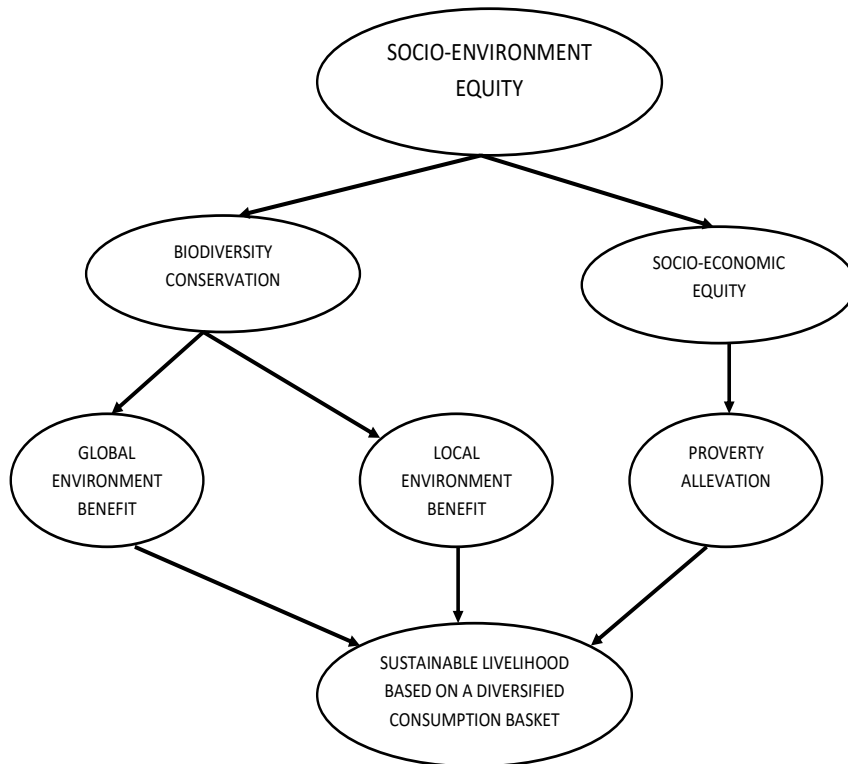 SOCIO-ENVIRONMENT
EQUITY
BIODIVERSITY
CONSERVATION
SOCIO-ECONOMIC
EQUITY
GLOBAL
ENVIRONMENT
BENEFIT
LOCAL
ENVIRONMENT
BENEFIT
PROVERTY
ALLEVATION
SUSTAINABLE LIVELIHOOD
BASED ON A DIVERSIFIED
CONSUMPTION BASKET